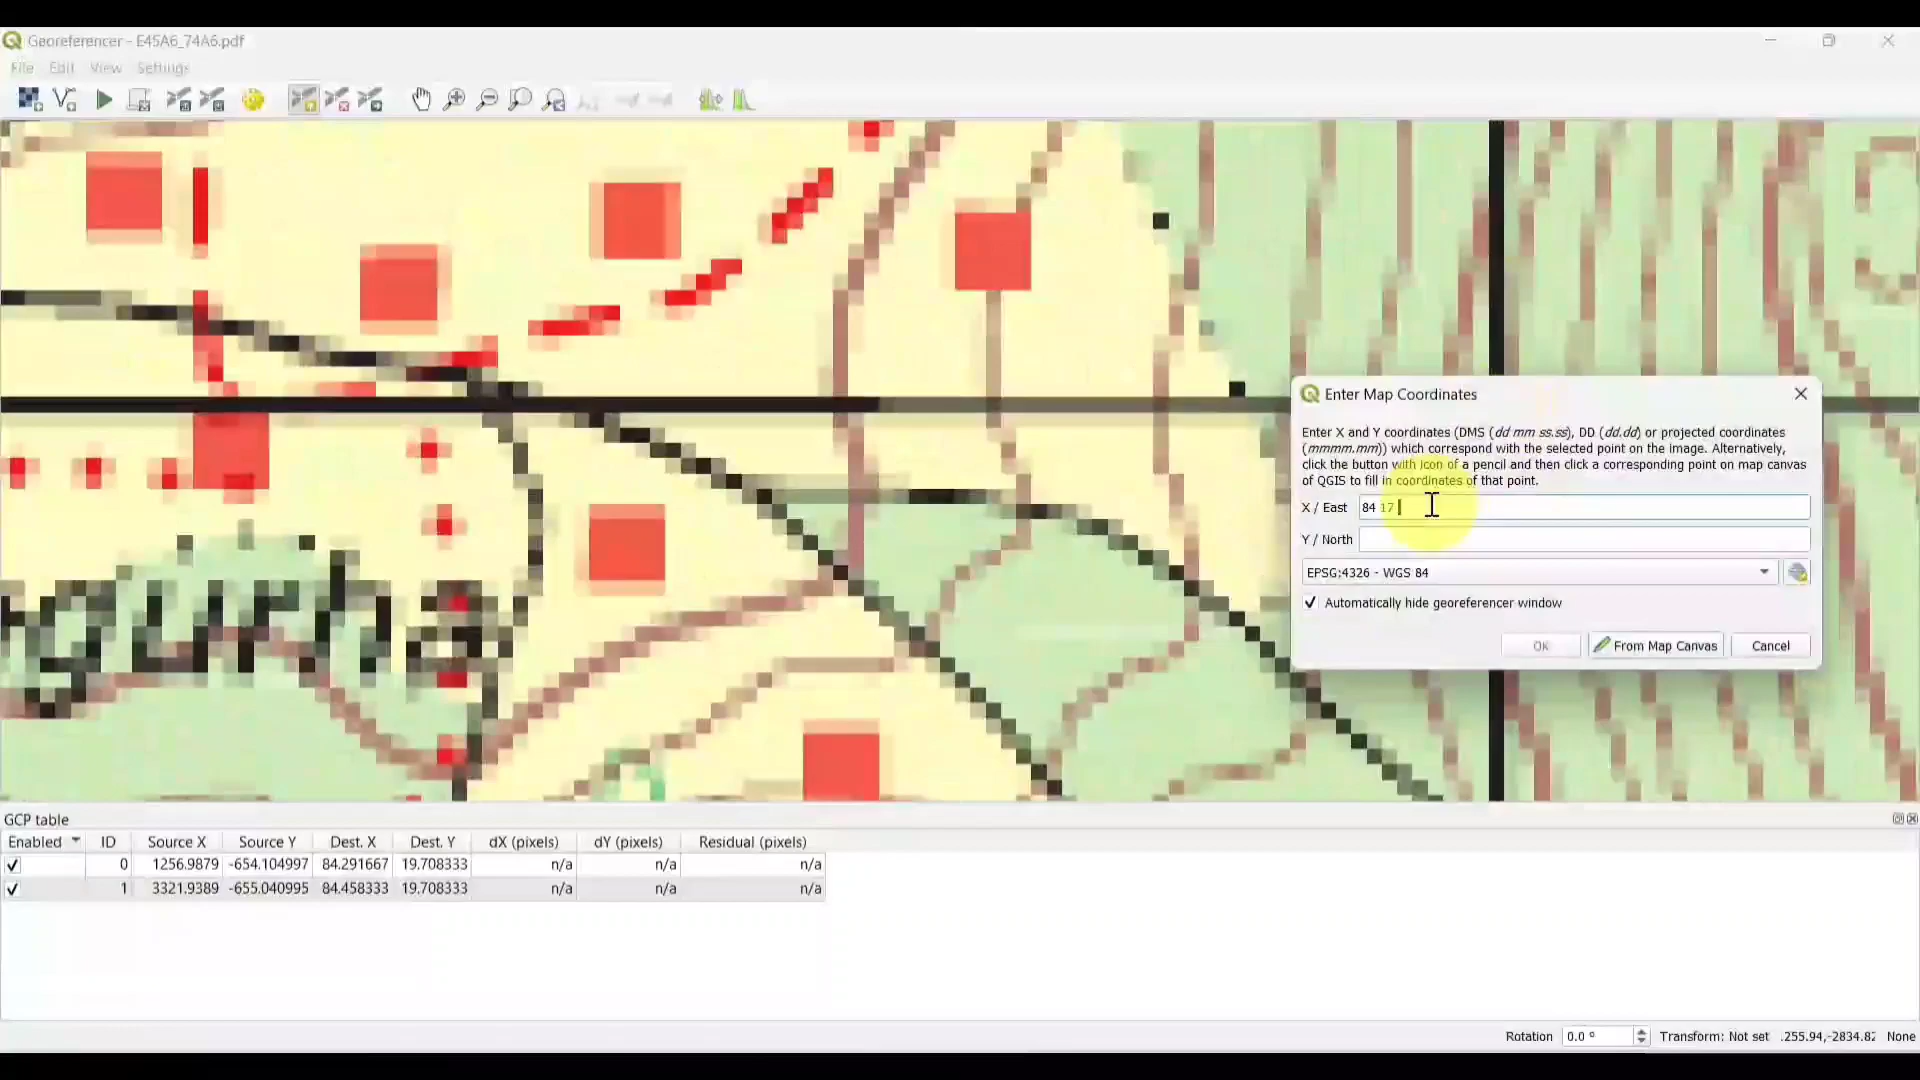 Georeferencer - E45A6_74A6.pdf
File Edit View Settings
Enter Map Coordinates
Enter X and Y coordinates (DMS (dd mm ss.ss), DD (dd.dd) or projected coordinates
(mmmm.mm)) which correspond with the selected point on the image. Alternatively,
click the button with icon of a pencil and then click a corresponding point on map canvas
of QGIS to fill in coordinates of that point.
X / East 84 17
Y / North
EPSG:4326 - WGS 84
Automatically hide georeferencer window
OK From Map Canvas Cancel
GCP table
Enabled ID Source X Source Y Dest. X Dest. Y dX (pixels) dY (pixels) Residual (pixels)
0 1256.9879 -654.104997 84.291667 19.708333 n/a n/a n/a
1 3321.9389 -655.040995 84.458333 19.708333 n/a n/a n/a
Rotation 0.0 ° Transform: Not set .255.94,-2834.82 None